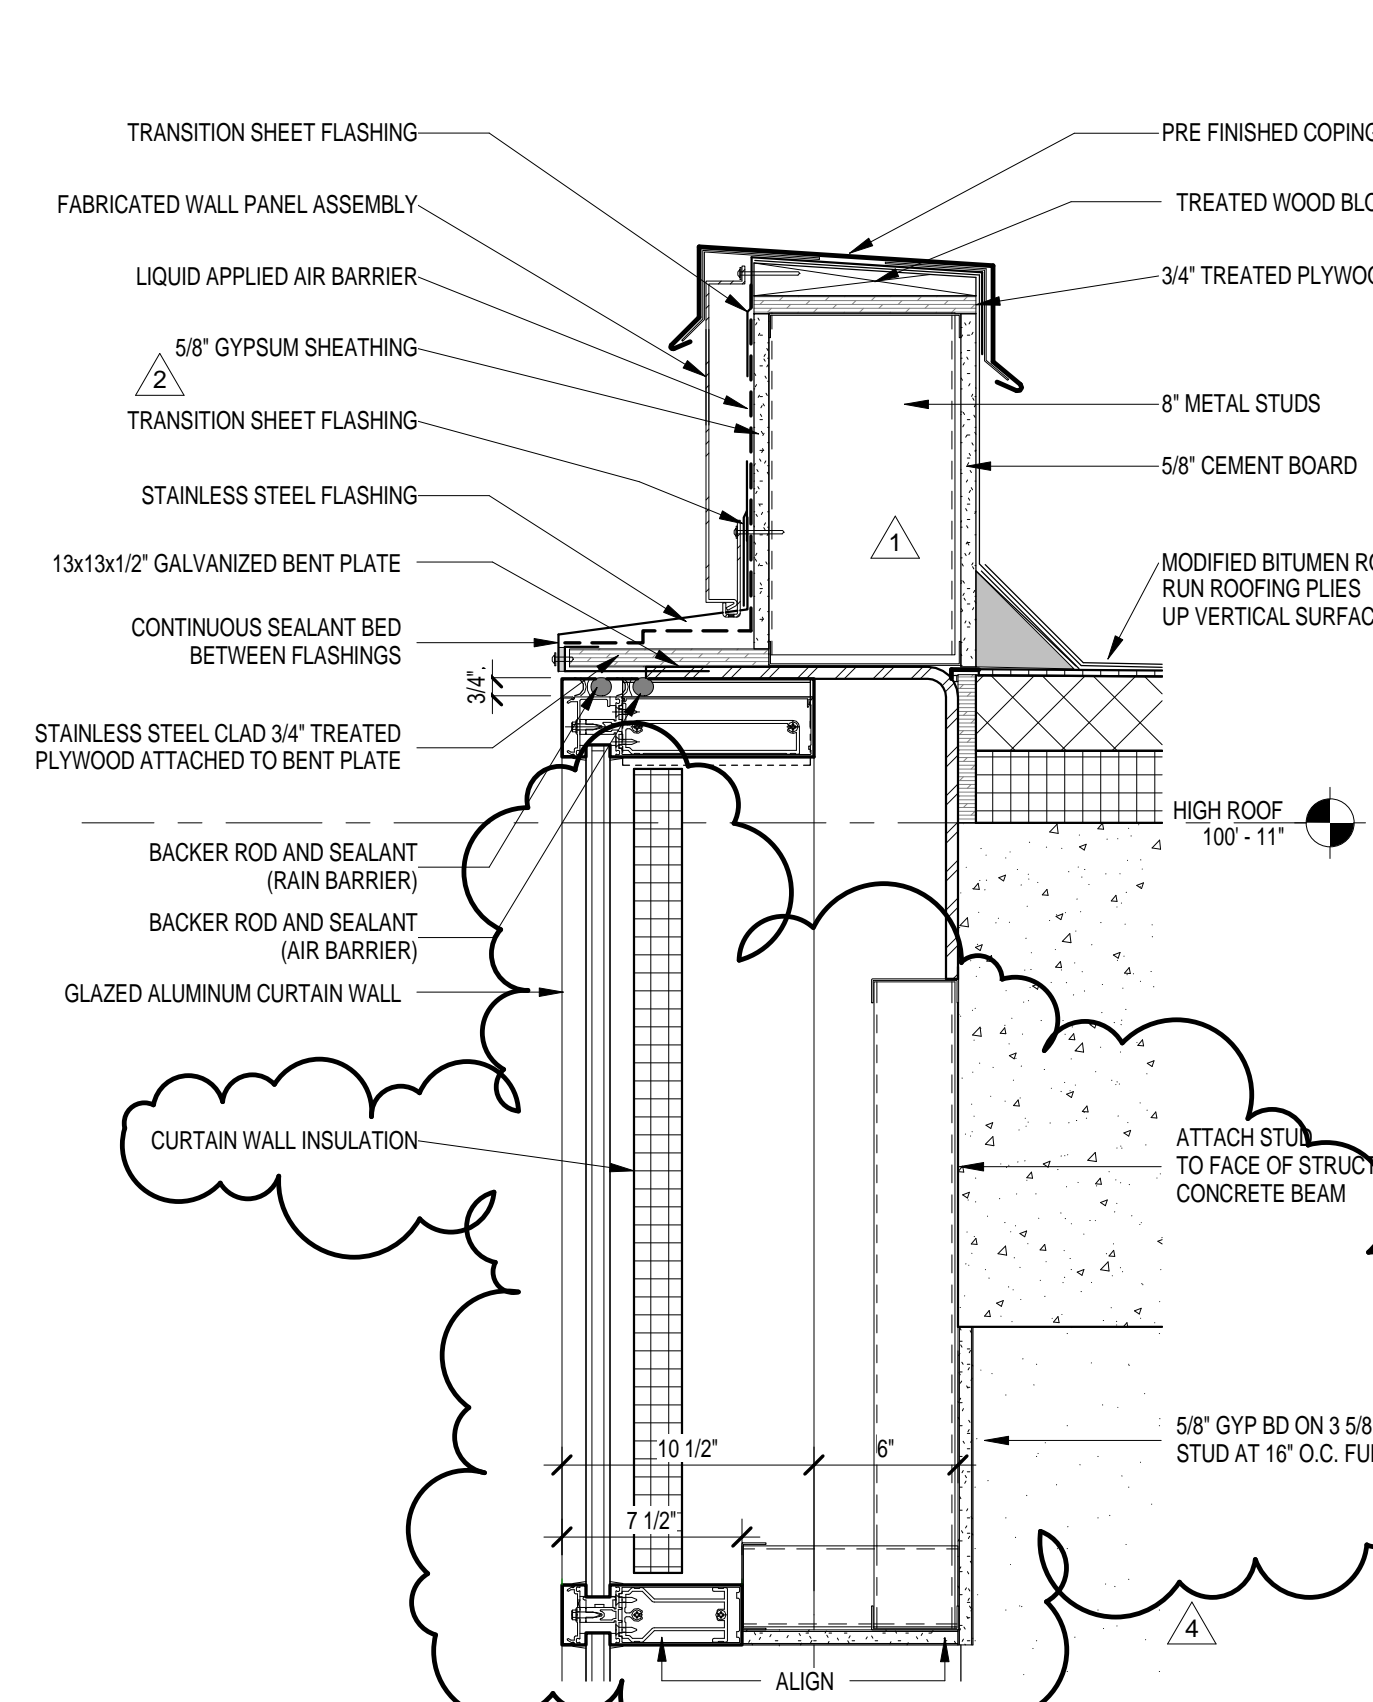 TRANSITION SHEET FLASHING
FABRICATED WALL PANEL ASSEMBLY
LIQUID APPLIED AIR BARRIER
5/8" GYPSUM SHEATHING
2
TRANSITION SHEET FLASHING
STAINLESS STEEL FLASHING
13x13x1/2" GALVANIZED BENT PLATE
CONTINUOUS SEALANT BED
BETWEEN FLASHINGS
3/4"
STAINLESS STEEL CLAD 3/4" TREATED
PLYWOOD ATTACHED TO BENT PLATE
BACKER ROD AND SEALANT
(RAIN BARRIER)
BACKER ROD AND SEALANT
(AIR BARRIER)
GLAZED ALUMINUM CURTAIN WALL
CURTAIN WALL INSULATION
PRE FINISHED COPING
TREATED WOOD BLO
3/4" TREATED PLYWOO
8" METAL STUDS
5/8" CEMENT BOARD
1
MODIFIED BITUMEN RO
RUN ROOFING PLIES
UP VERTICAL SURFAC
HIGH ROOF
100' - 11"
ATTACH STUD
TO FACE OF STRUCT
CONCRETE BEAM
5/8" GYP BD ON 3 5/8
STUD AT 16" O.C. FU
10 1/2"
6"
7 1/2"
4
ALIGN